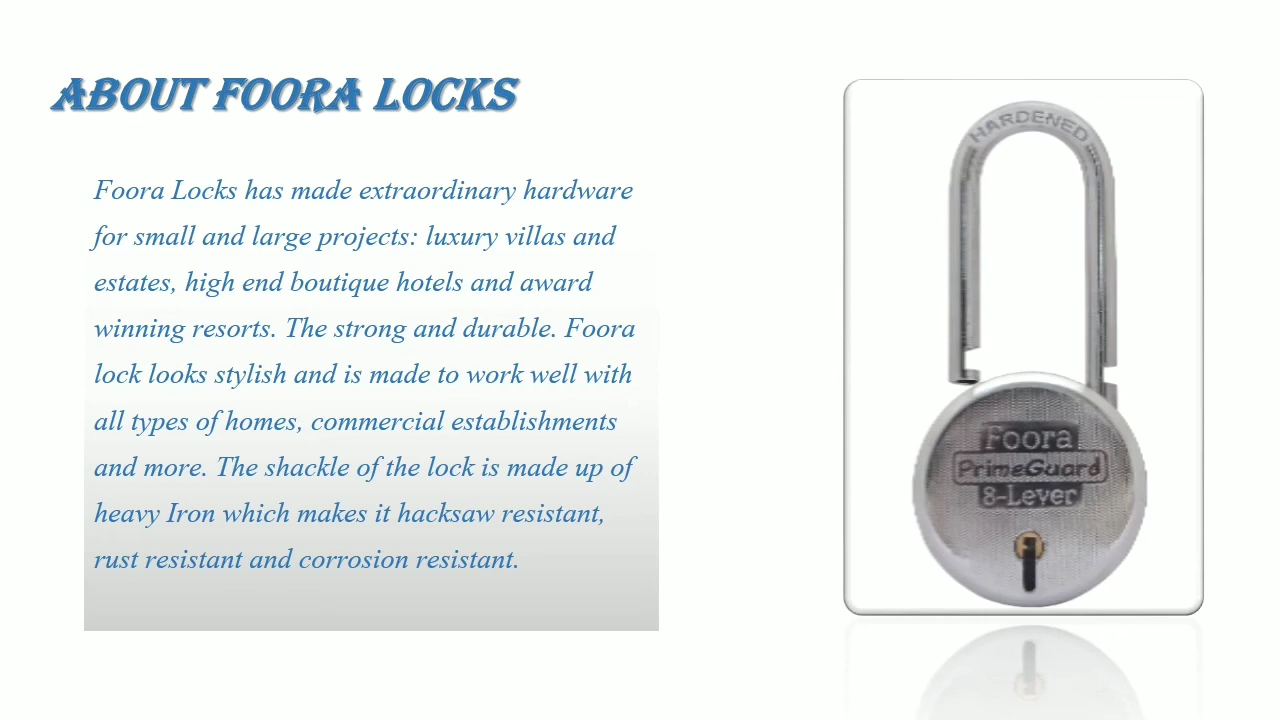 ABOUT FOORA LOCKS
Foora Locks has made extraordinary hardware
for small and large projects: luxury villas and
estates, high end boutique hotels and award
winning resorts. The strong and durable. Foora
lock looks stylish and is made to work well with
all types of homes, commercial establishments
and more. The shackle of the lock is made up of
heavy Iron which makes it hacksaw resistant,
rust resistant and corrosion resistant.
HARDENED
Foora
PrimeGuard
8-Lever